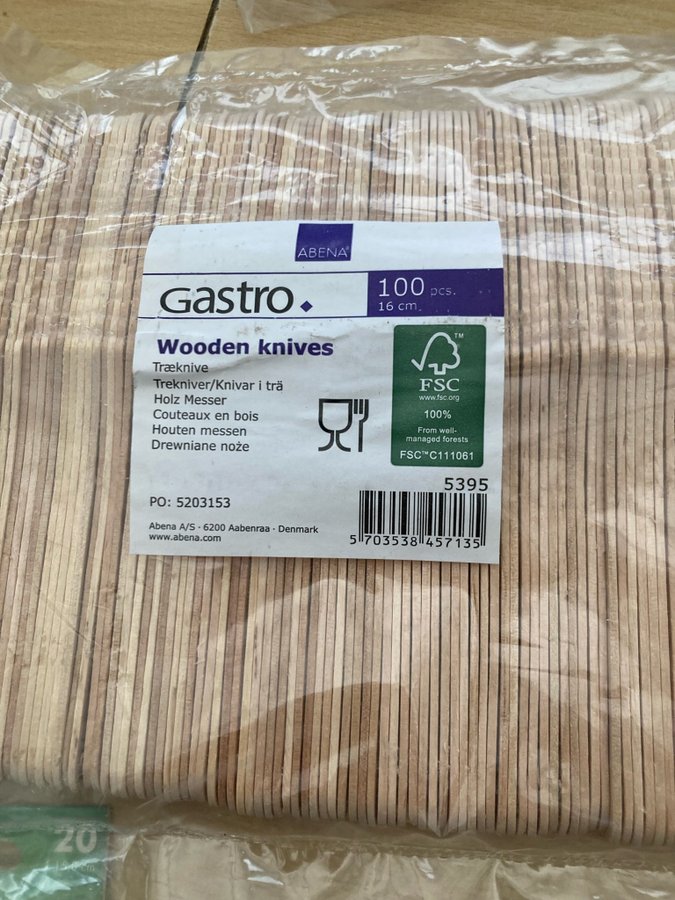 ABENA®
Gastro
100 pcs.
16 cm
Wooden knives
Træknive
Trekniver/Knivar i trä
Holz Messer
Couteaux en bois
Houten messen
Drewniane noże
FSC
TM
www.fsc.org
100%
From well-
managed forests
FSC™C111061
5395
PO: 5203153
5 703538 457135
Abena A/S · 6200 Aabenraa · Denmark
www.abena.com
20